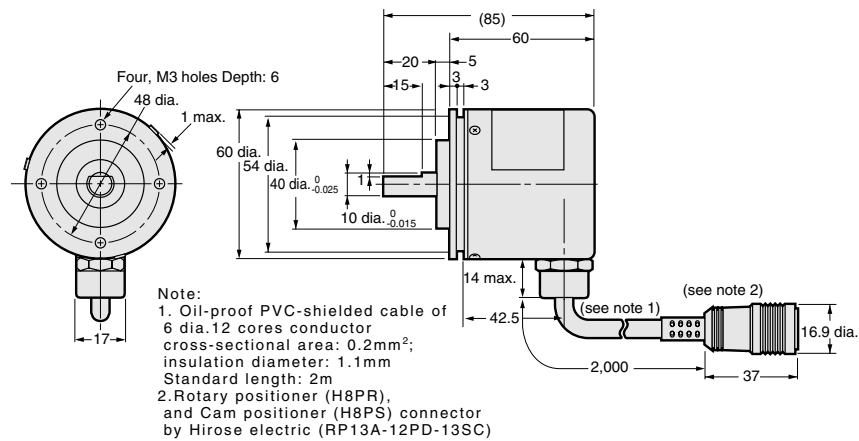 (85)
60
20
5
Four, M3 holes Depth: 6
15
3
3
48 dia.
1 max.
60 dia.
54 dia.
40 dia. 0 -0.025
1
10 dia. 0 -0.015
14 max.
(see note 1)
(see note 2)
42.5
16.9 dia.
17
2,000
37
Note:
1. Oil-proof PVC-shielded cable of
6 dia.12 cores conductor
cross-sectional area: 0.2mm²;
insulation diameter: 1.1mm
Standard length: 2m
2.Rotary positioner (H8PR),
and Cam positioner (H8PS) connector
by Hirose electric (RP13A-12PD-13SC)